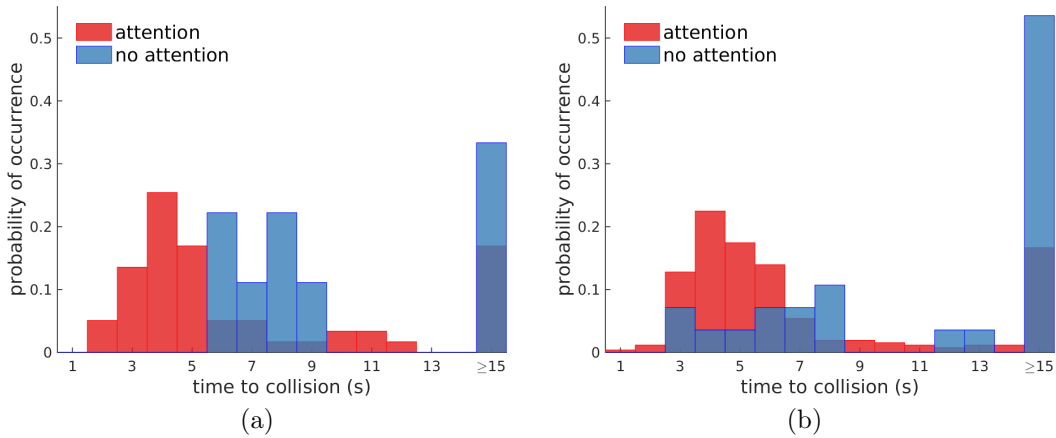 attention
no attention
probability of occurrence
0.5
0.4
0.3
0.2
0.1
0
1 3 5 7 9 11 13 ≥15
time to collision (s)
(a)
attention
no attention
probability of occurrence
0.5
0.4
0.3
0.2
0.1
0
1 3 5 7 9 11 13 ≥15
time to collision (s)
(b)